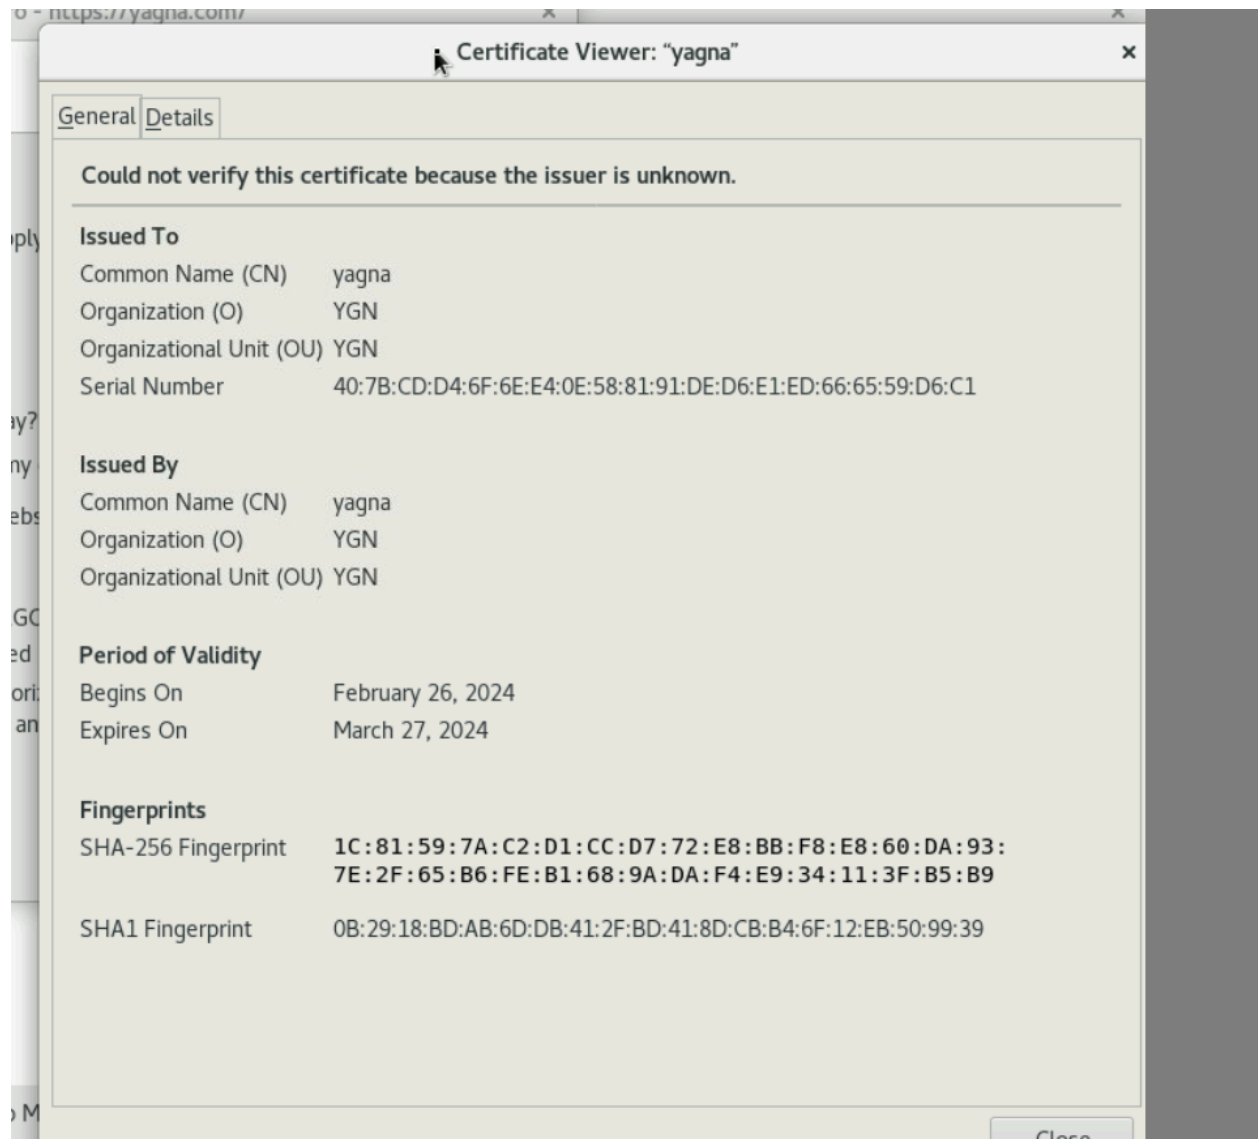 o - https://yagna.com/
Certificate Viewer: “yagna”
General Details
Could not verify this certificate because the issuer is unknown.
Issued To
Common Name (CN) yagna
Organization (O) YGN
Organizational Unit (OU) YGN
Serial Number 40:7B:CD:D4:6F:6E:E4:0E:58:81:91:DE:D6:E1:ED:66:65:59:D6:C1
Issued By
Common Name (CN) yagna
Organization (O) YGN
Organizational Unit (OU) YGN
Period of Validity
Begins On February 26, 2024
Expires On March 27, 2024
Fingerprints
SHA-256 Fingerprint 1C:81:59:7A:C2:D1:CC:D7:72:E8:BB:F8:E8:60:DA:93:
7E:2F:65:B6:FE:B1:68:9A:DA:F4:E9:34:11:3F:B5:B9
SHA1 Fingerprint 0B:29:18:BD:AB:6D:DB:41:2F:BD:41:8D:CB:B4:6F:12:EB:50:99:39
Close